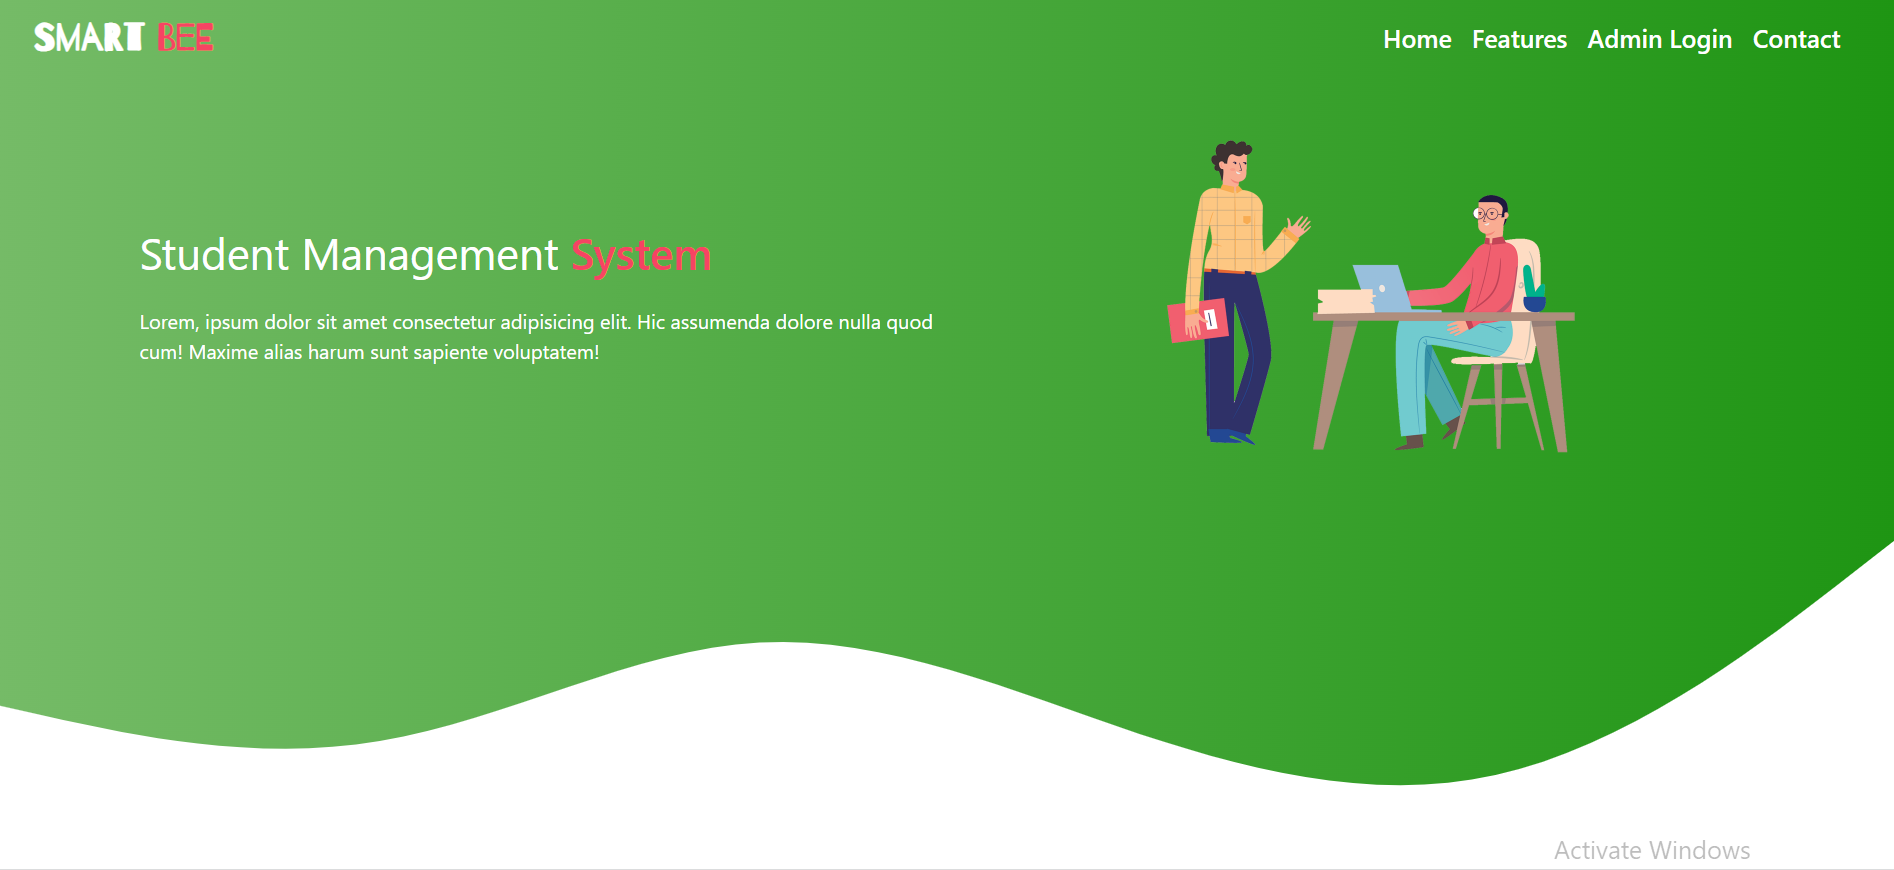 SMART BEE
Home Features Admin Login Contact
Student Management System
Lorem, ipsum dolor sit amet consectetur adipisicing elit. Hic assumenda dolore nulla quod
cum! Maxime alias harum sunt sapiente voluptatem!
Activate Windows